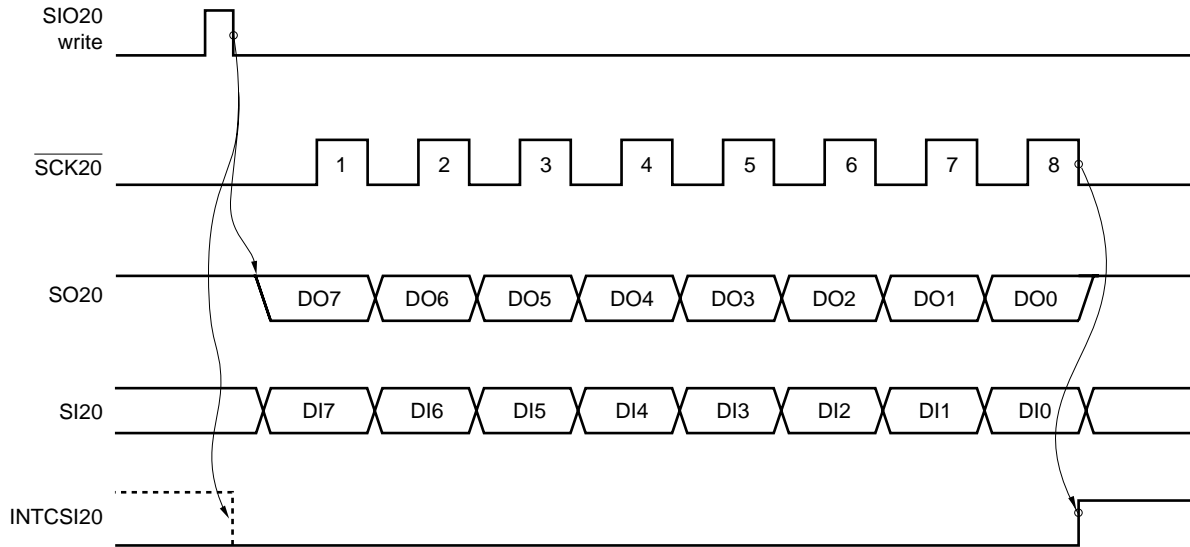 SIO20
write
SCK20
1 2 3 4 5 6 7 8
SO20
DO7 DO6 DO5 DO4 DO3 DO2 DO1 DO0
SI20
DI7 DI6 DI5 DI4 DI3 DI2 DI1 DI0
INTCSI20